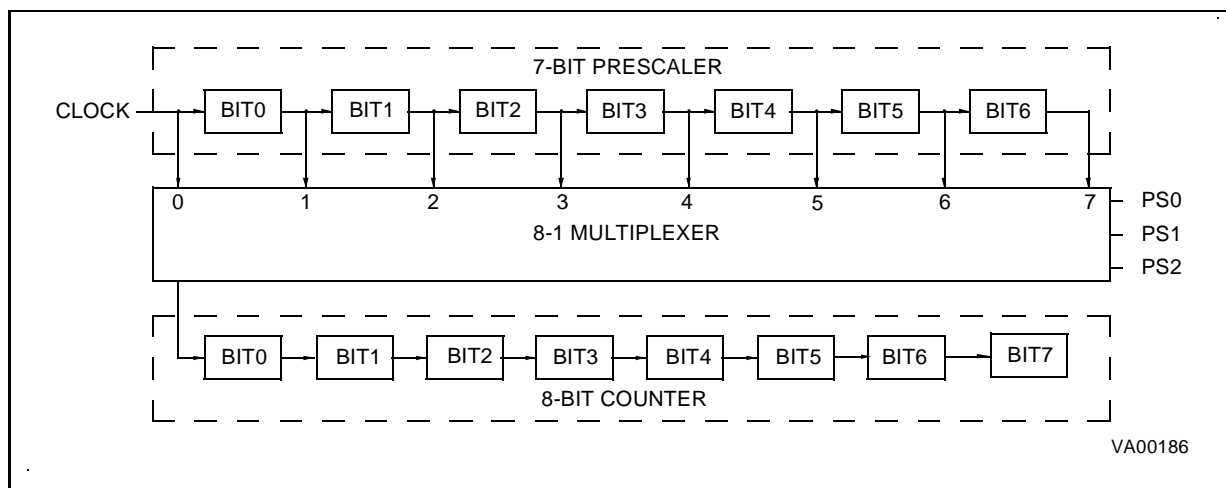 7-BIT PRESCALER
CLOCK BIT0 BIT1 BIT2 BIT3 BIT4 BIT5 BIT6
0 1 2 3 4 5 6 7 PS0
8-1 MULTIPLEXER PS1
PS2
BIT0 BIT1 BIT2 BIT3 BIT4 BIT5 BIT6 BIT7
8-BIT COUNTER
VA00186